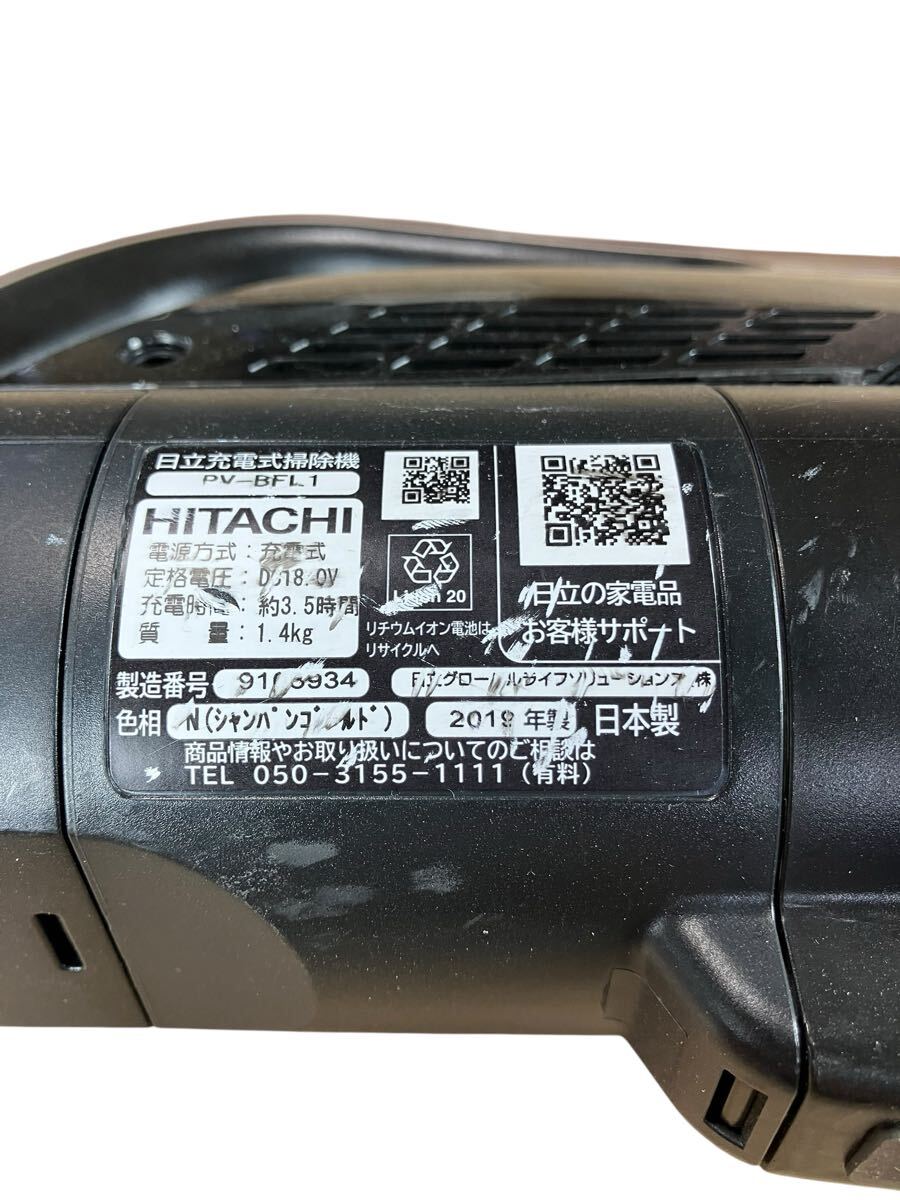 日立充電式掃除機
PV-BFL1
HITACHI
電源方式：充電式
定格電圧：DC18.0V
充電時間：約3.5時間
質　　量：1.4kg
Li-ion 20
リチウムイオン電池は
リサイクルへ
日立の家電品
お客様サポート
製造番号
色相 N(シャンパンゴールド)
2019 年製 日本製
商品情報やお取り扱いについてのご相談は
TEL 050-3155-1111 (有料)